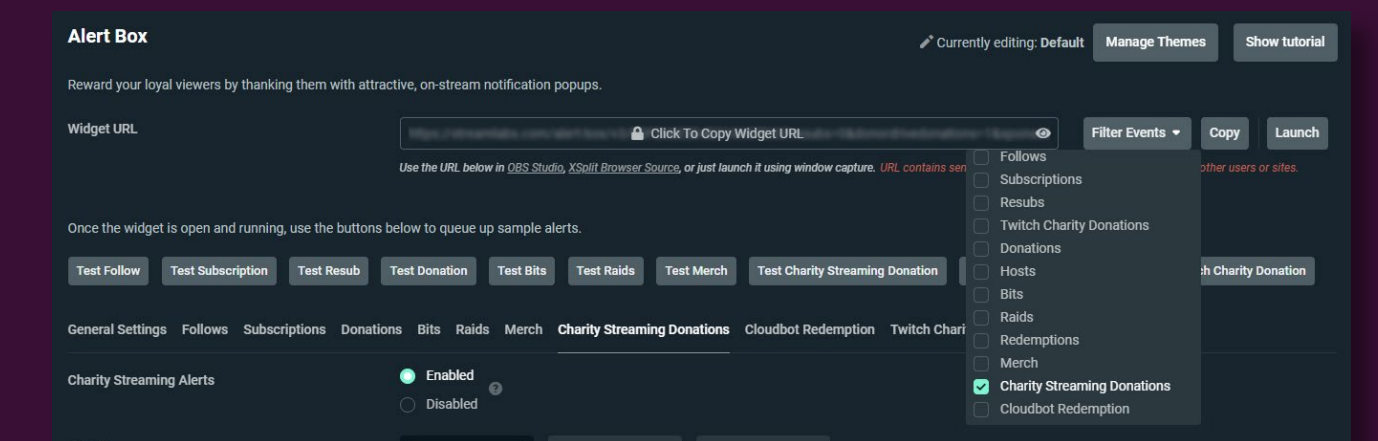 Alert Box
Currently editing: Default
Manage Themes
Show tutorial
Reward your loyal viewers by thanking them with attractive, on-stream notification popups.
Widget URL
Click To Copy Widget URL
Filter Events
Copy
Launch
Use the URL below in OBS Studio, XSplit Browser Source, or just launch it using window capture. URL contains sen
other users or sites.
Follows
Subscriptions
Resubs
Twitch Charity Donations
Donations
Hosts
Bits
Raids
Redemptions
Merch
Charity Streaming Donations
Cloudbot Redemption
Once the widget is open and running, use the buttons below to queue up sample alerts.
Test Follow
Test Subscription
Test Resub
Test Donation
Test Bits
Test Raids
Test Merch
Test Charity Streaming Donation
ch Charity Donation
General Settings Follows Subscriptions Donations Bits Raids Merch Charity Streaming Donations Cloudbot Redemption Twitch Chari
Charity Streaming Alerts
Enabled
?
Disabled